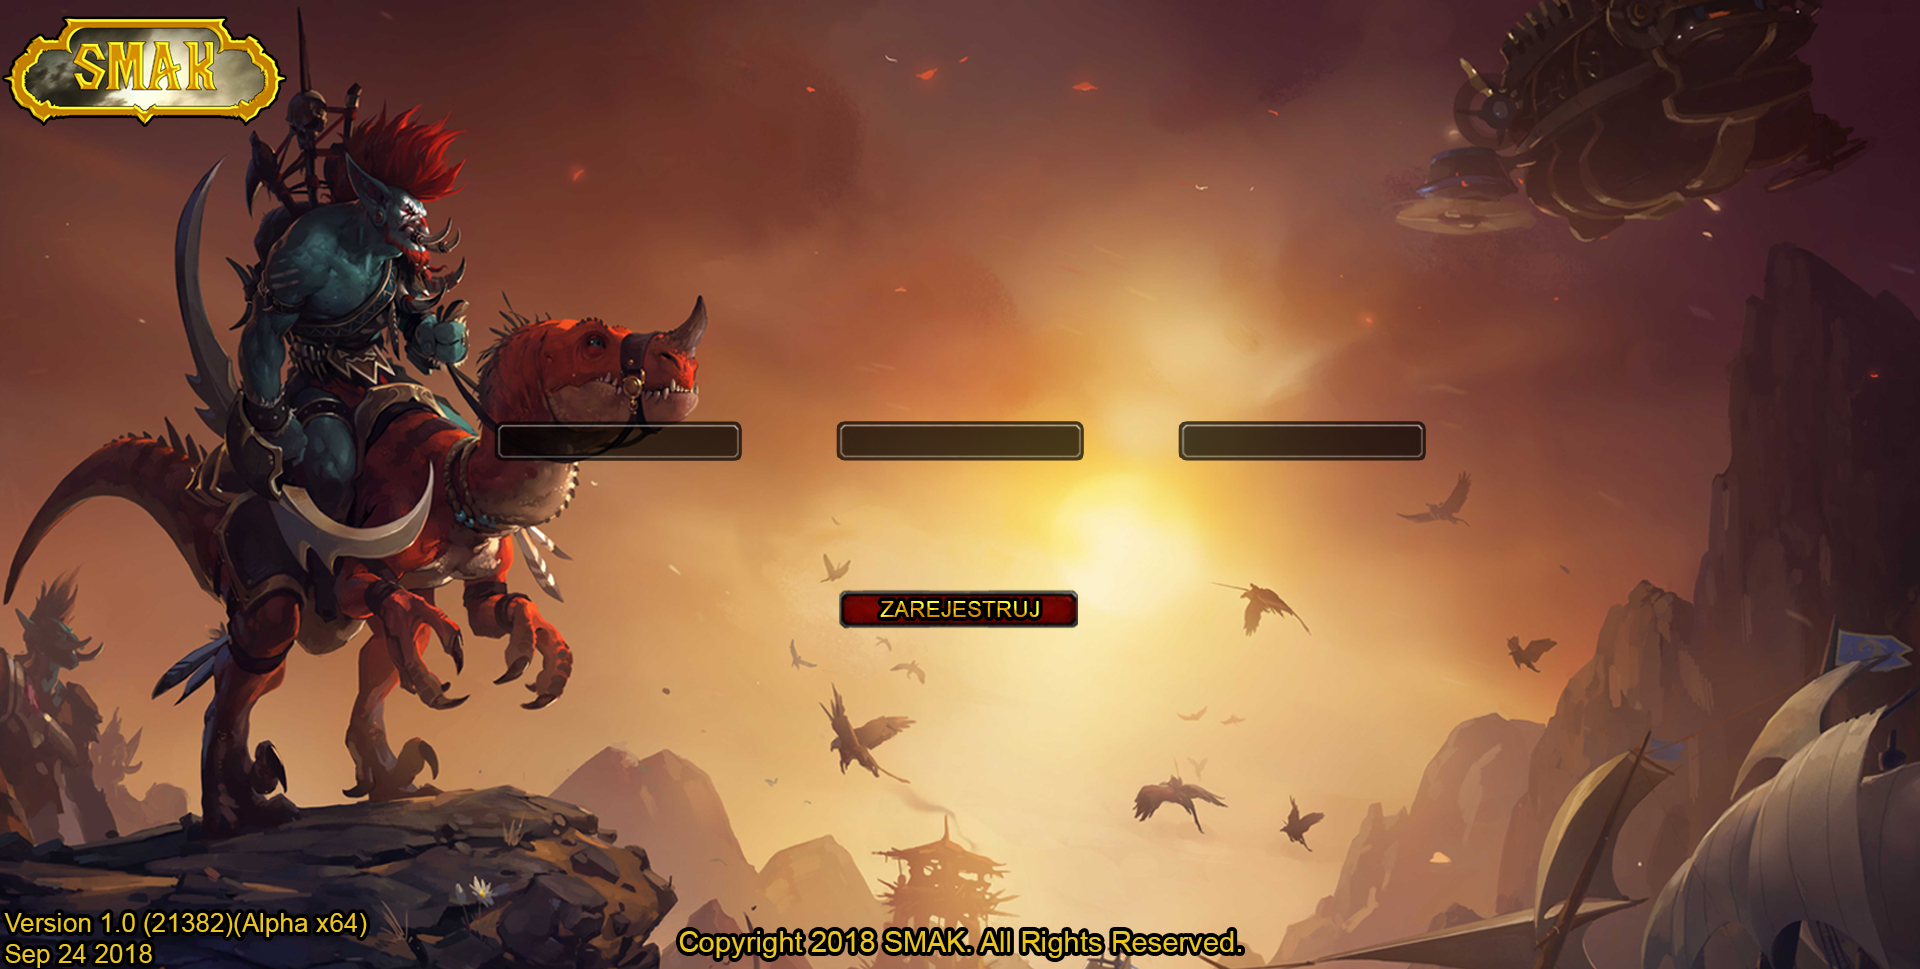 SMAK
ZAREJESTRUJ
Version 1.0 (21382)(Alpha x64)
Sep 24 2018
Copyright 2018 SMAK. All Rights Reserved.